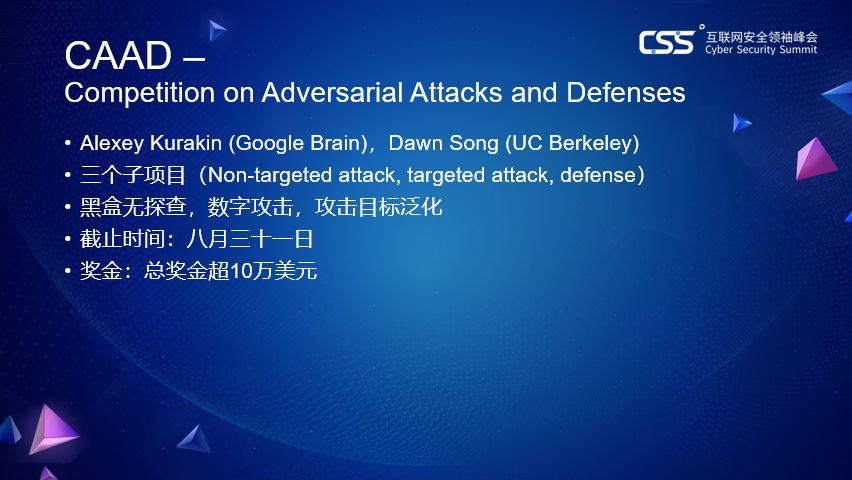 CSS 互联网安全领袖峰会
Cyber Security Summit
CAAD –
Competition on Adversarial Attacks and Defenses
• Alexey Kurakin (Google Brain)，Dawn Song (UC Berkeley)
• 三个子项目（Non-targeted attack, targeted attack, defense）
• 黑盒无探查，数字攻击，攻击目标泛化
• 截止时间：八月三十一日
• 奖金：总奖金超10万美元